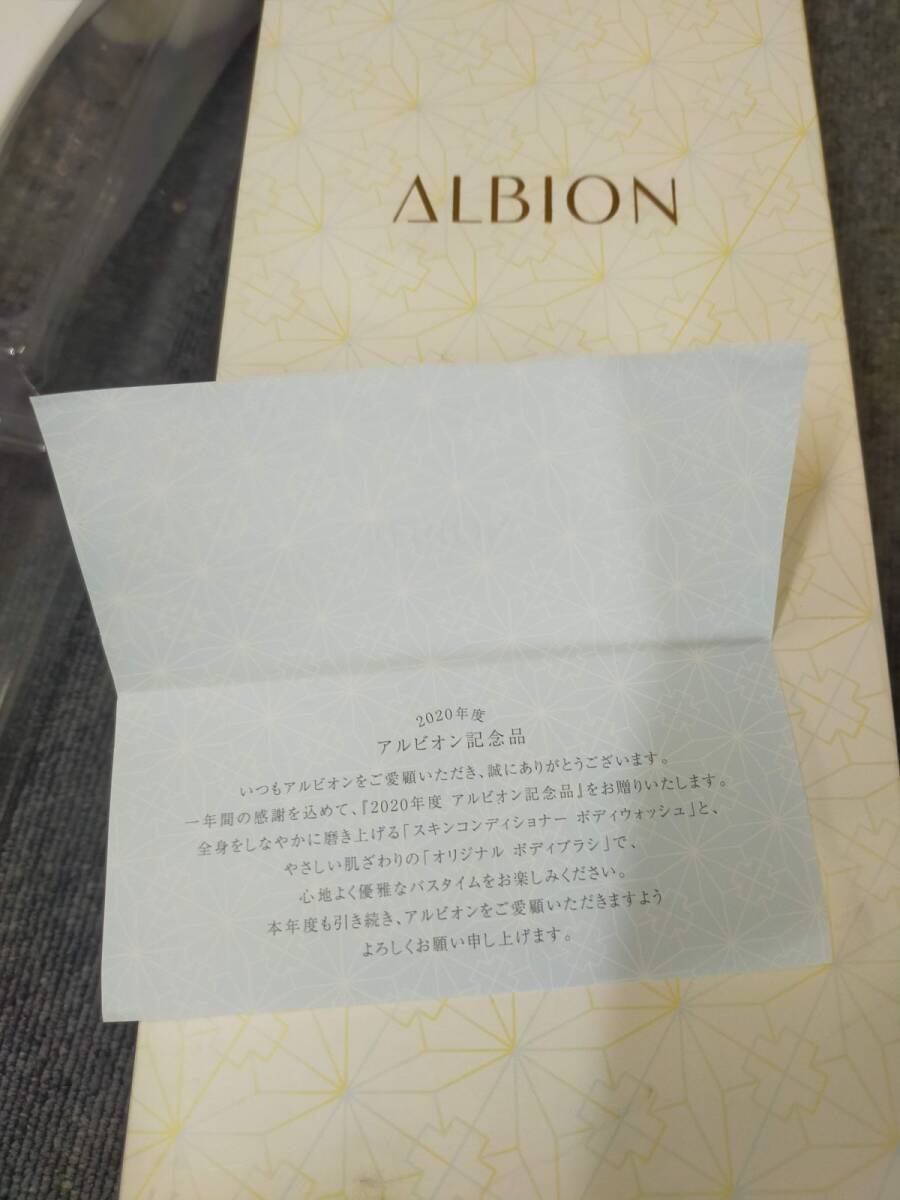 ALBION
2020年度
アルビオン記念品
いつもアルビオンをご愛顧いただき、誠にありがとうございます。
一年間の感謝を込めて、『2020年度 アルビオン記念品』をお贈りいたします。
全身をしなやかに磨き上げる「スキンコンディショナー ボディウォッシュ」と、
やさしい肌ざわりの「オリジナル ボディブラシ」で、
心地よく優雅なバスタイムをお楽しみください。
本年度も引き続き、アルビオンをご愛顧いただきますよう
よろしくお願い申し上げます。